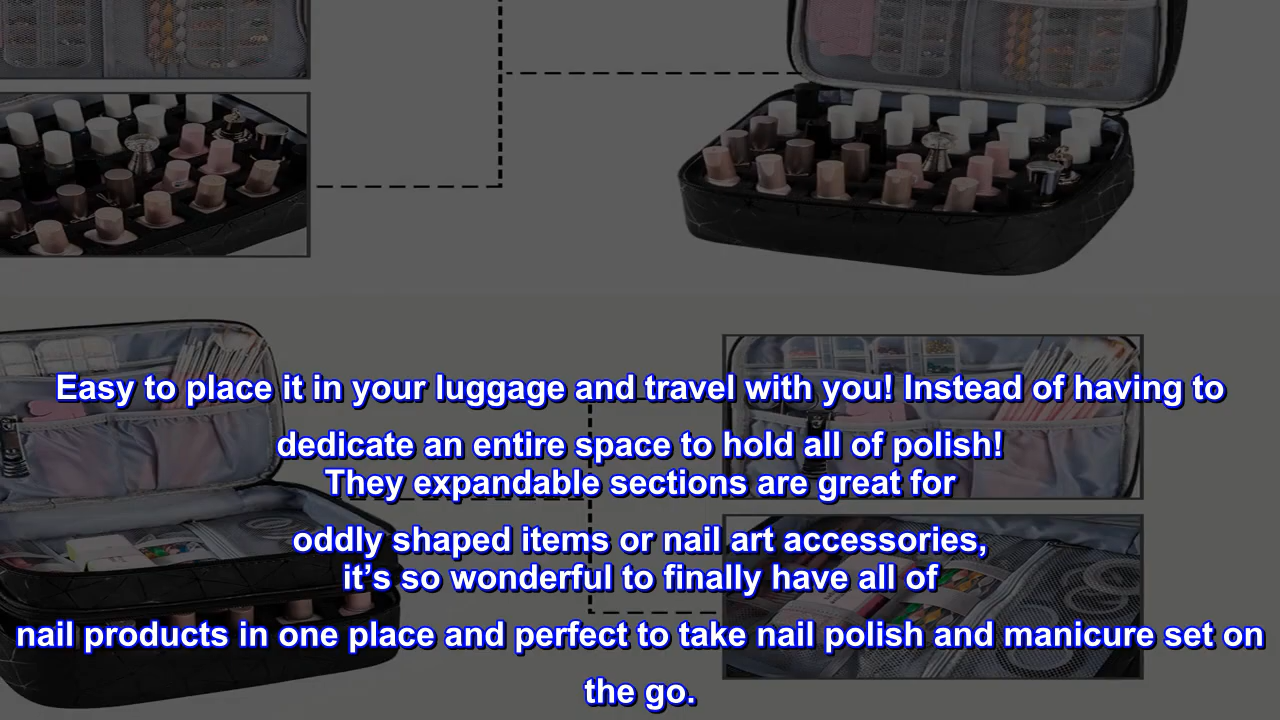 Easy to place it in your luggage and travel with you! Instead of having to
dedicate an entire space to hold all of polish!
They expandable sections are great for
oddly shaped items or nail art accessories,
it’s so wonderful to finally have all of
nail products in one place and perfect to take nail polish and manicure set on
the go.